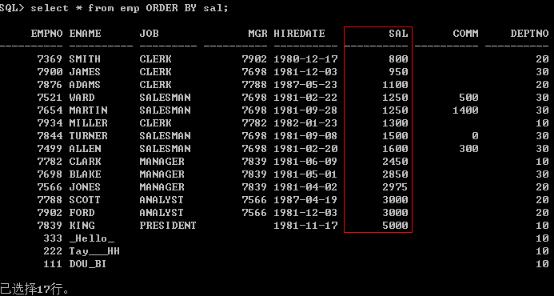 SQL> select * from emp ORDER BY sal;
EMPNO ENAME JOB MGR HIREDATE SAL COMM DEPTNO
7369 SMITH CLERK 7902 1980-12-17 800 20
7900 JAMES CLERK 7698 1981-12-03 950 30
7876 ADAMS CLERK 7788 1987-05-23 1100 20
7521 WARD SALESMAN 7698 1981-02-22 1250 500 30
7654 MARTIN SALESMAN 7698 1981-09-28 1250 1400 30
7934 MILLER CLERK 7782 1982-01-23 1300 10
7844 TURNER SALESMAN 7698 1981-09-08 1500 0 30
7499 ALLEN SALESMAN 7698 1981-02-20 1600 300 30
7782 CLARK MANAGER 7839 1981-06-09 2450 10
7698 BLAKE MANAGER 7839 1981-05-01 2850 30
7566 JONES MANAGER 7839 1981-04-02 2975 20
7788 SCOTT ANALYST 7566 1987-04-19 3000 20
7902 FORD ANALYST 7566 1981-12-03 3000 20
7839 KING PRESIDENT 1981-11-17 5000 10
333 _Hello_ 10
222 Tay___HH 10
111 DOU_BI 10
已选择17行。